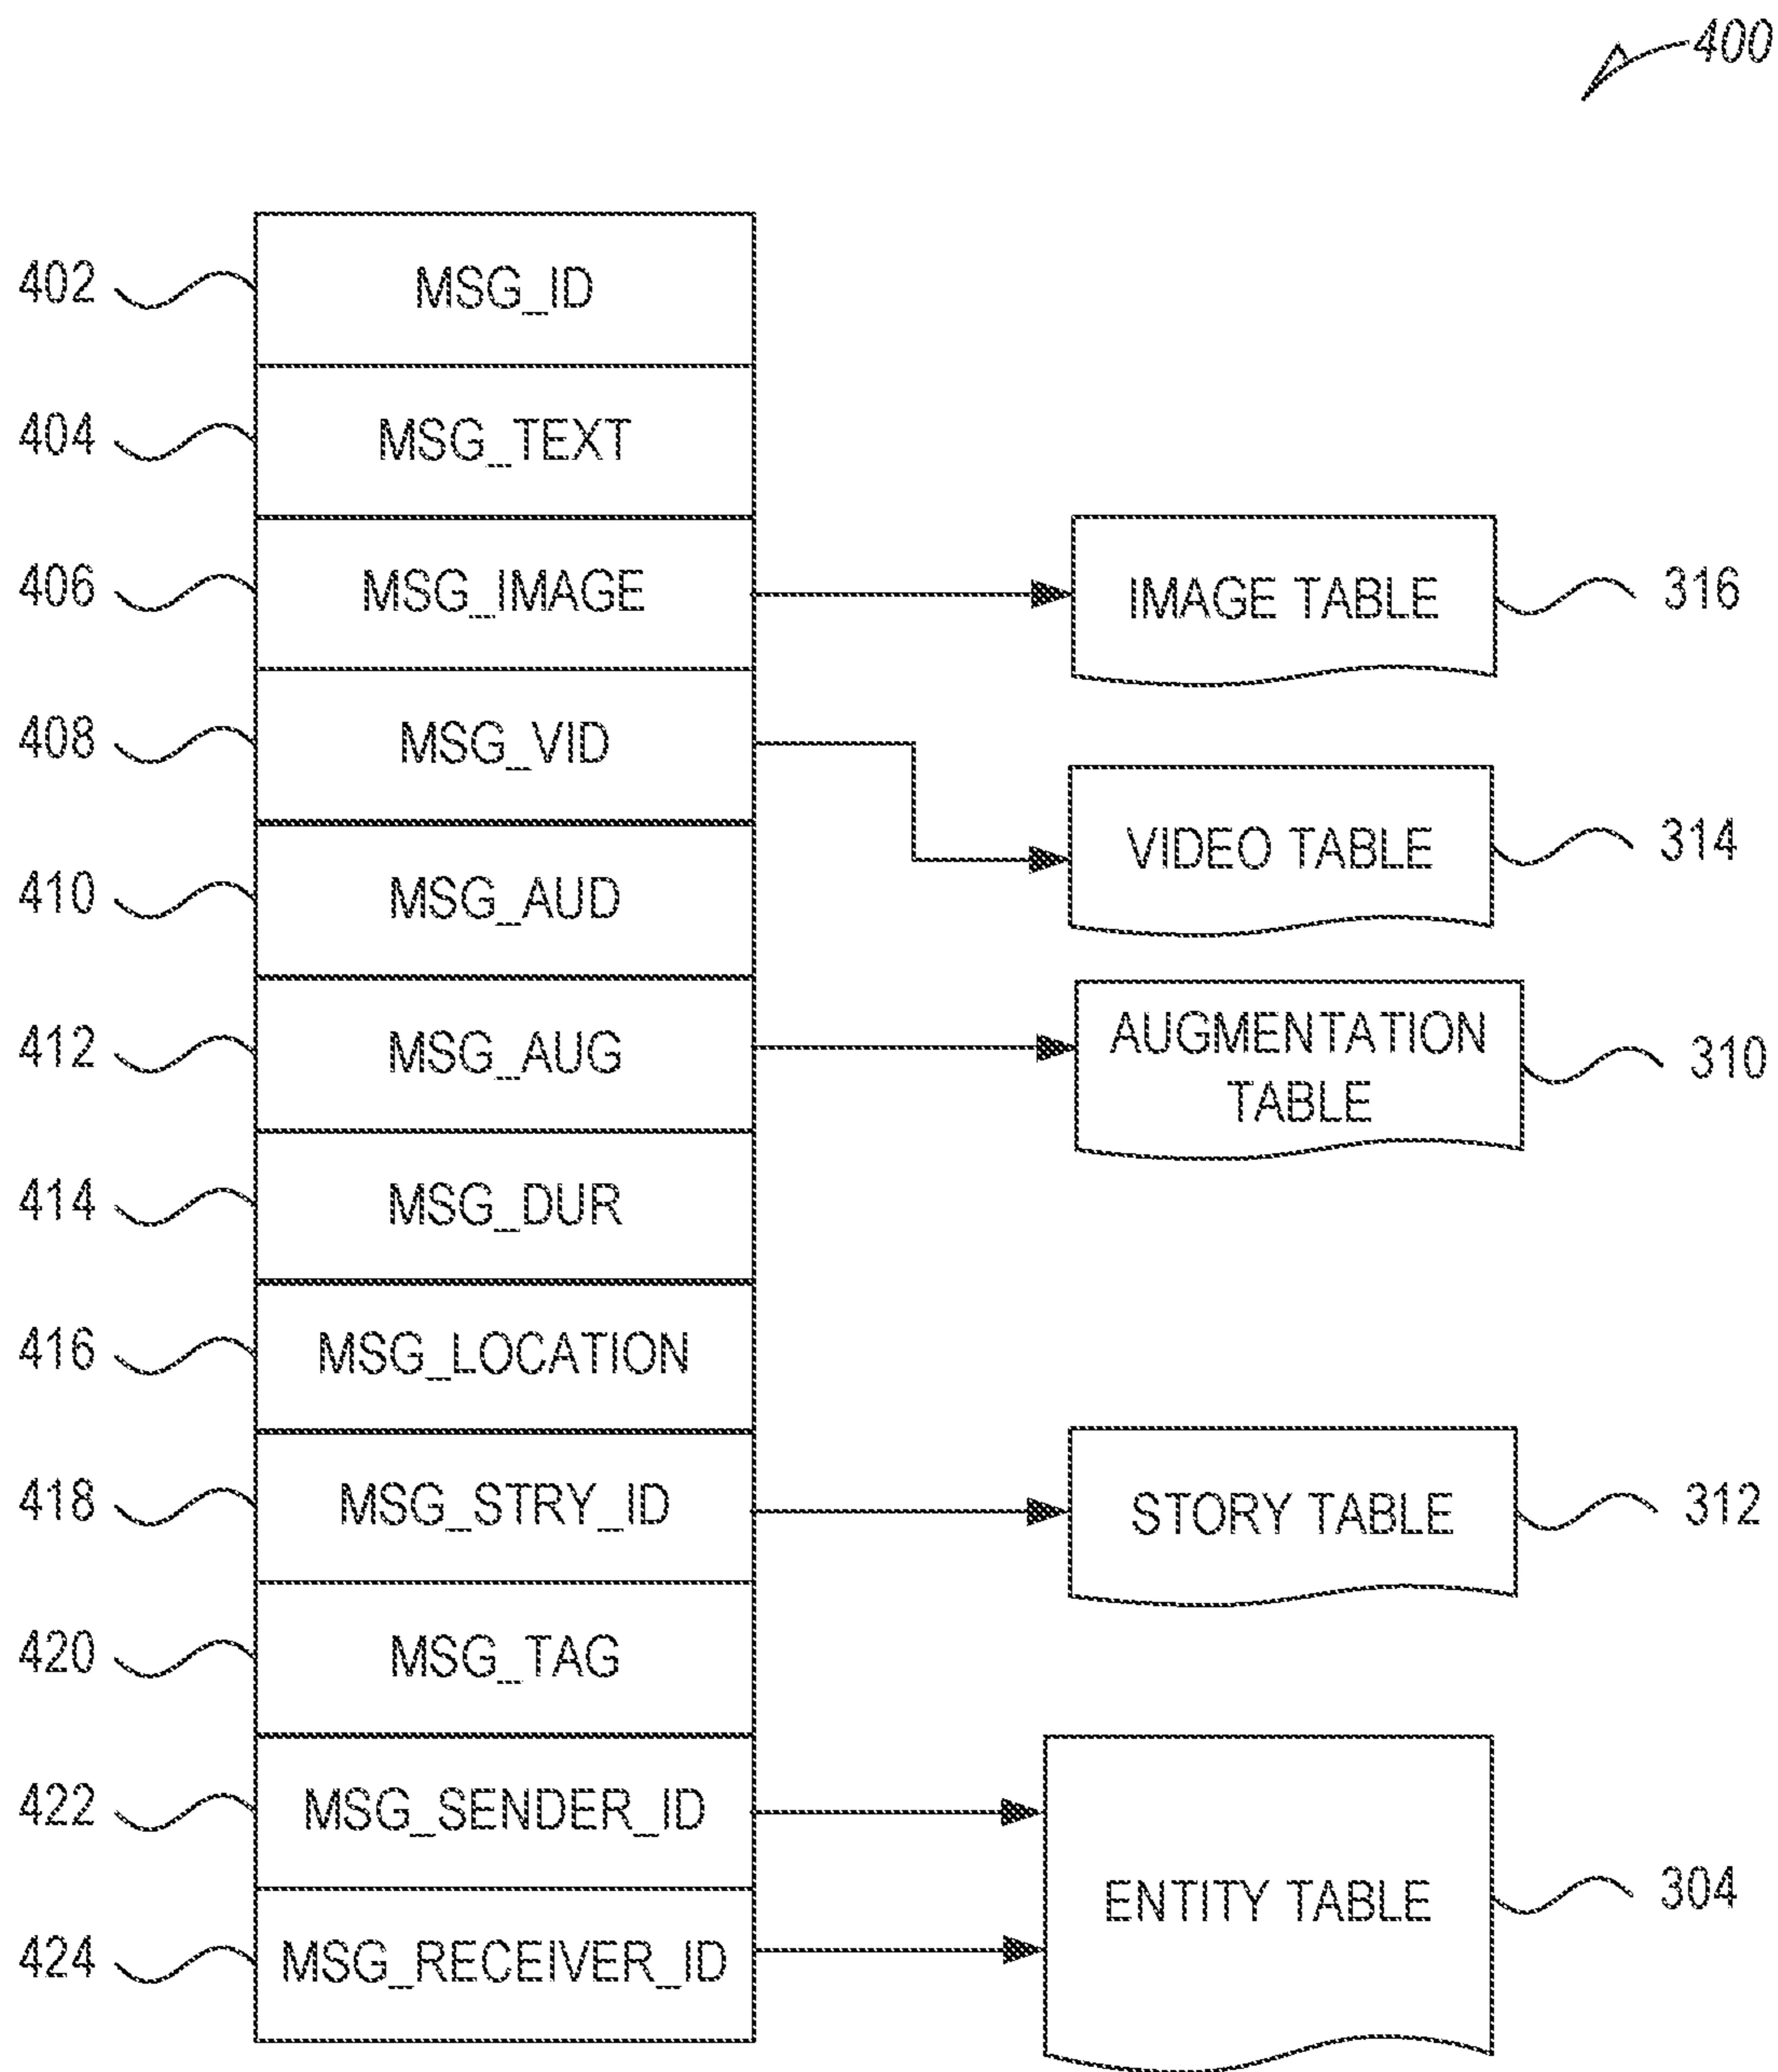 400
402 MSG_ID
404 MSG_TEXT
406 MSG_IMAGE IMAGE TABLE 316
408 MSG_VID
VIDEO TABLE 314
410 MSG_AUD
412 MSG_AUG AUGMENTATION
TABLE 310
414 MSG_DUR
416 MSG_LOCATION
418 MSG_STRY_ID STORY TABLE 312
420 MSG_TAG
422 MSG_SENDER_ID
ENTITY TABLE 304
424 MSG_RECEIVER_ID